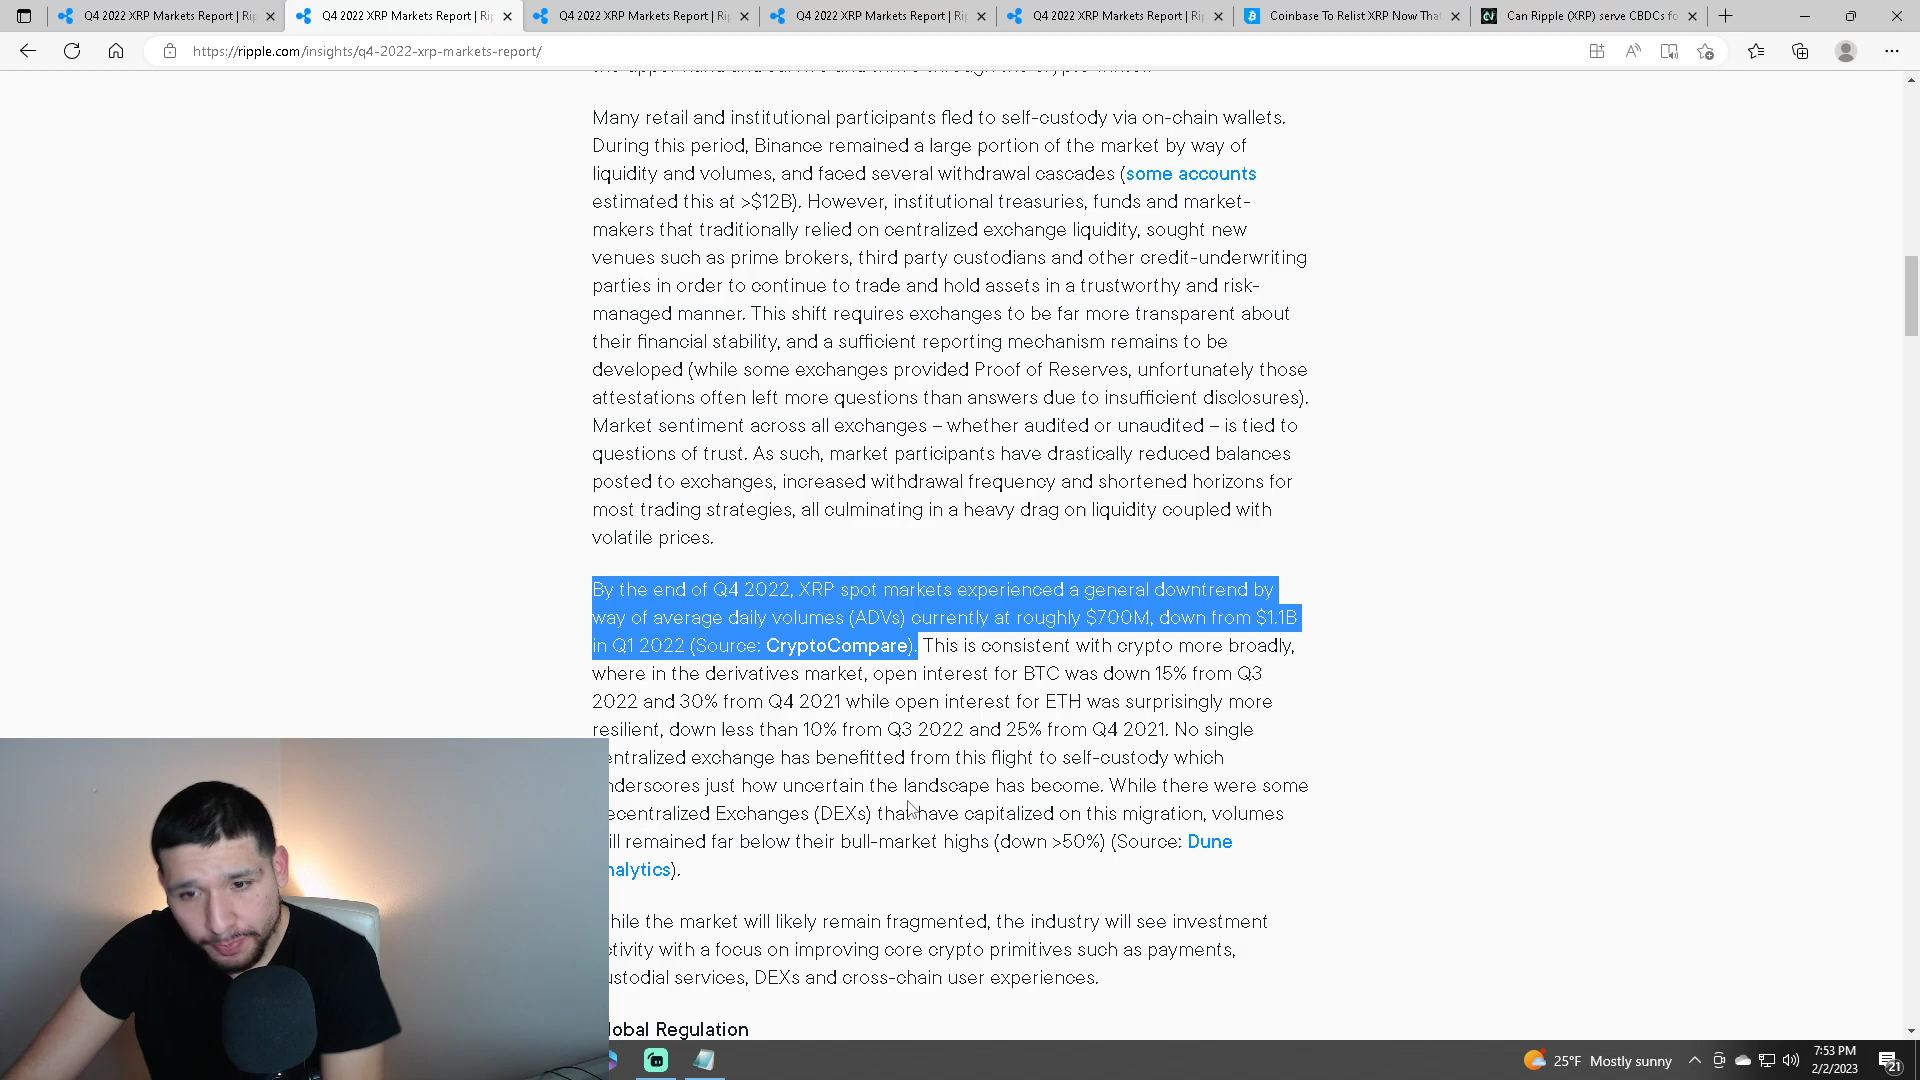 Q4 2022 XRP Markets Report | Rip
Q4 2022 XRP Markets Report | Rip
Q4 2022 XRP Markets Report | Rip
Q4 2022 XRP Markets Report | Rip
Q4 2022 XRP Markets Report | Rip
Coinbase To Relist XRP Now Tha
Can Ripple (XRP) serve CBDCs fo
https://ripple.com/insights/q4-2022-xrp-markets-report/
Many retail and institutional participants fled to self-custody via on-chain wallets.
During this period, Binance remained a large portion of the market by way of
liquidity and volumes, and faced several withdrawal cascades (some accounts
estimated this at >$12B). However, institutional treasuries, funds and market-
makers that traditionally relied on centralized exchange liquidity, sought new
venues such as prime brokers, third party custodians and other credit-underwriting
parties in order to continue to trade and hold assets in a trustworthy and risk-
managed manner. This shift requires exchanges to be far more transparent about
their financial stability, and a sufficient reporting mechanism remains to be
developed (while some exchanges provided Proof of Reserves, unfortunately those
attestations often left more questions than answers due to insufficient disclosures).
Market sentiment across all exchanges – whether audited or unaudited – is tied to
questions of trust. As such, market participants have drastically reduced balances
posted to exchanges, increased withdrawal frequency and shortened horizons for
most trading strategies, all culminating in a heavy drag on liquidity coupled with
volatile prices.
By the end of Q4 2022, XRP spot markets experienced a general downtrend by
way of average daily volumes (ADVs) currently at roughly $700M, down from $1.1B
in Q1 2022 (Source: CryptoCompare). This is consistent with crypto more broadly,
where in the derivatives market, open interest for BTC was down 15% from Q3
2022 and 30% from Q4 2021 while open interest for ETH was surprisingly more
resilient, down less than 10% from Q3 2022 and 25% from Q4 2021. No single
entralized exchange has benefitted from this flight to self-custody which
nderscores just how uncertain the landscape has become. While there were some
ecentralized Exchanges (DEXs) that have capitalized on this migration, volumes
ill remained far below their bull-market highs (down >50%) (Source: Dune
nalytics).
hile the market will likely remain fragmented, the industry will see investment
ctivity with a focus on improving core crypto primitives such as payments,
ustodial services, DEXs and cross-chain user experiences.
lobal Regulation
25°F Mostly sunny
7:53 PM
2/2/2023
21